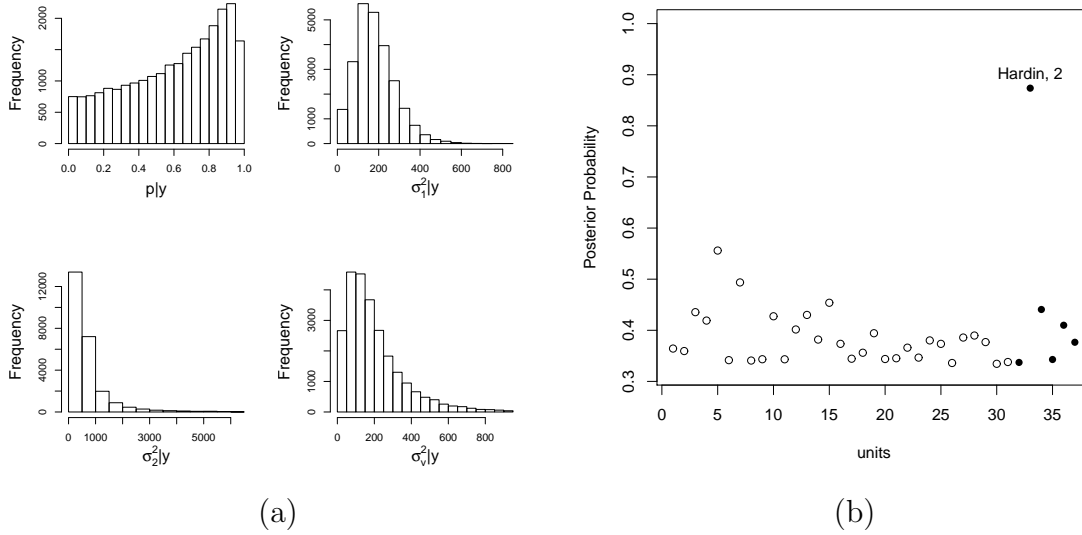 Frequency
0 500 1000 2000
0.0 0.2 0.4 0.6 0.8 1.0
p|y
Frequency
0 1000 3000 5000
0 200 400 600 800
σ₁²|y
Frequency
0 4000 8000 12000
0 1000 3000 5000
σ₂²|y
Frequency
0 1000 3000
0 200 400 600 800
σᵥ²|y
(a)
Posterior Probability
0.3 0.4 0.5 0.6 0.7 0.8 0.9 1.0
Hardin, 2
0 5 10 15 20 25 30 35
units
(b)